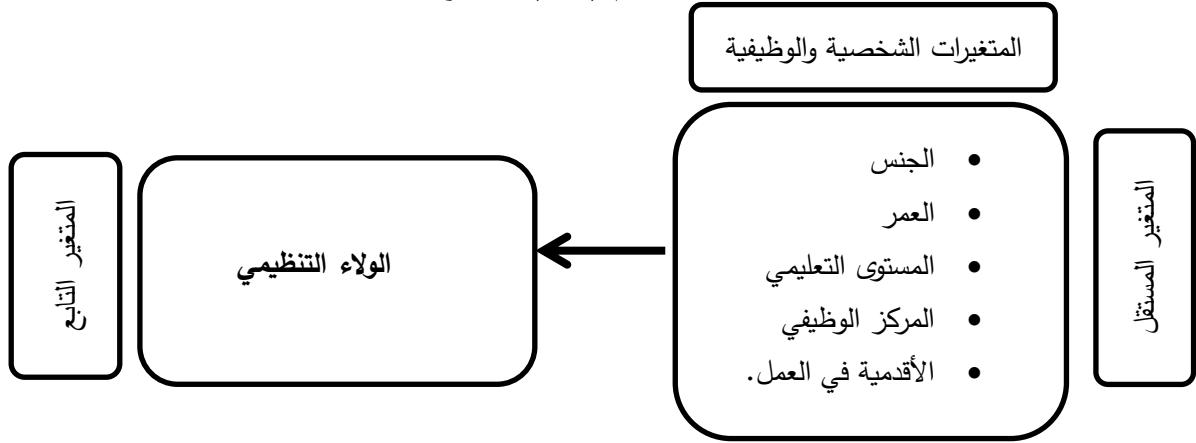 المتغيرات الشخصية والوظيفية
المتغير المستقل
• الجنس
• العمر
• المستوى التعليمي
• المركز الوظيفي
• الأقدمية في العمل.
الولاء التنظيمي
المتغير التابع